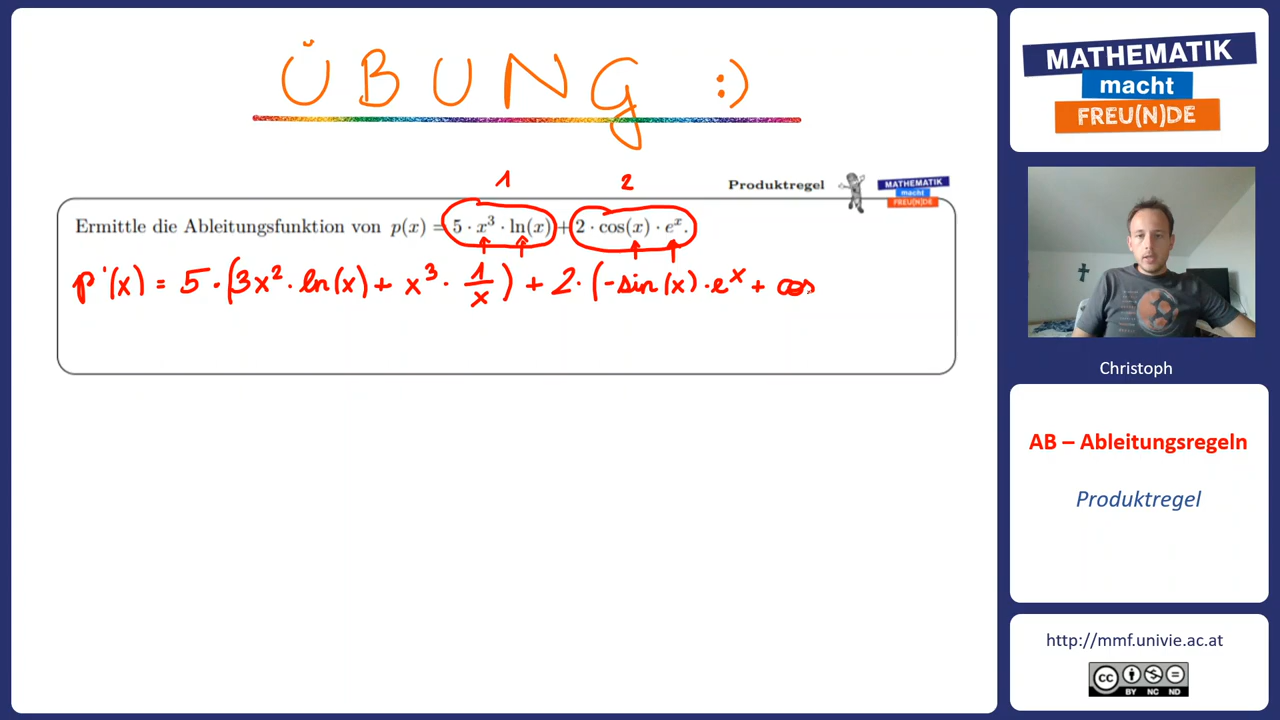 ÜBUNG :)
1 2
Produktregel
MATHEMATIK
macht
FREU(N)DE
Ermittle die Ableitungsfunktion von p(x) = 5 · x³ · ln(x) + 2 · cos(x) · eˣ.
p'(x) = 5 · (3x² · ln(x) + x³ · 1/x) + 2 · (-sin(x) · eˣ + cos
MATHEMATIK
macht
FREU(N)DE
Christoph
AB – Ableitungsregeln
Produktregel
http://mmf.univie.ac.at
cc
BY NC ND